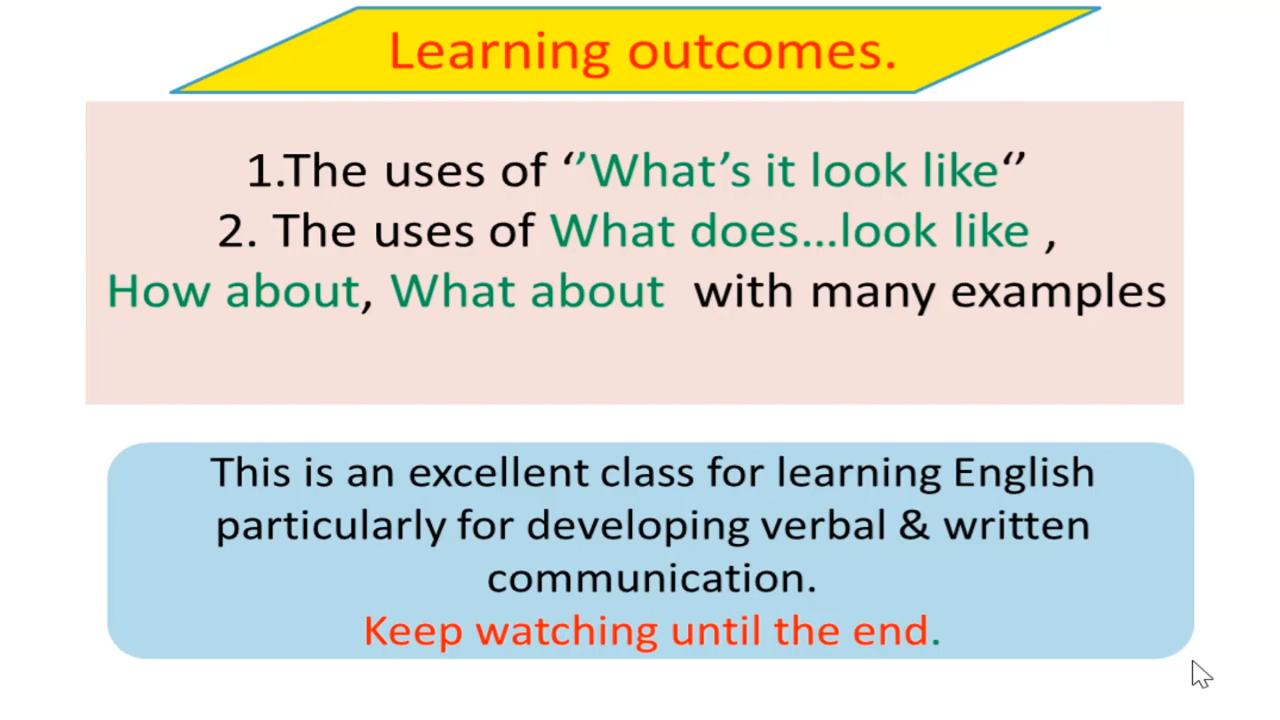 Learning outcomes.
1.The uses of ‘’What’s it look like‘’
2. The uses of What does...look like ,
How about, What about with many examples
This is an excellent class for learning English
particularly for developing verbal & written
communication.
Keep watching until the end.